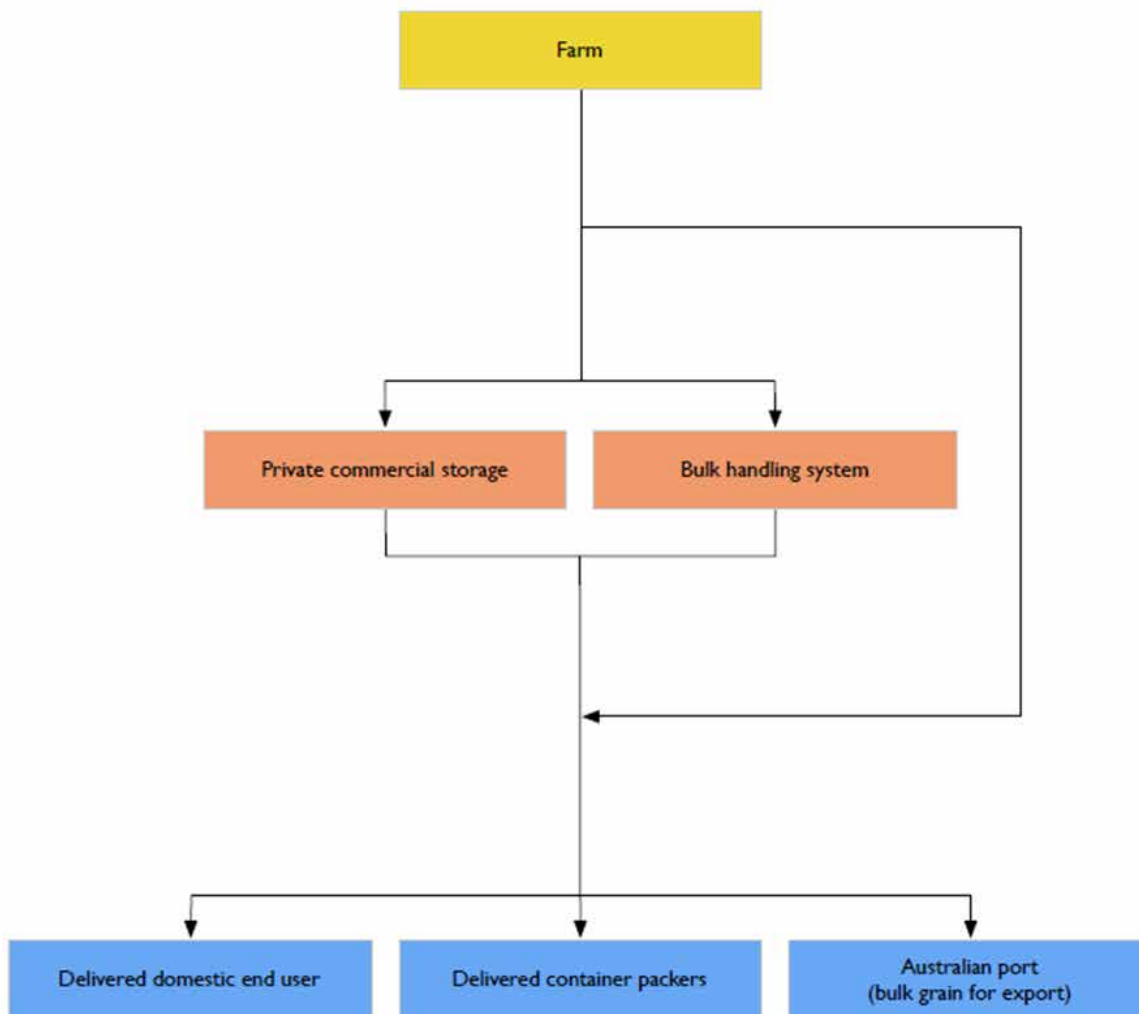 Farm
Private commercial storage
Bulk handling system
Delivered domestic end user
Delivered container packers
Australian port
(bulk grain for export)